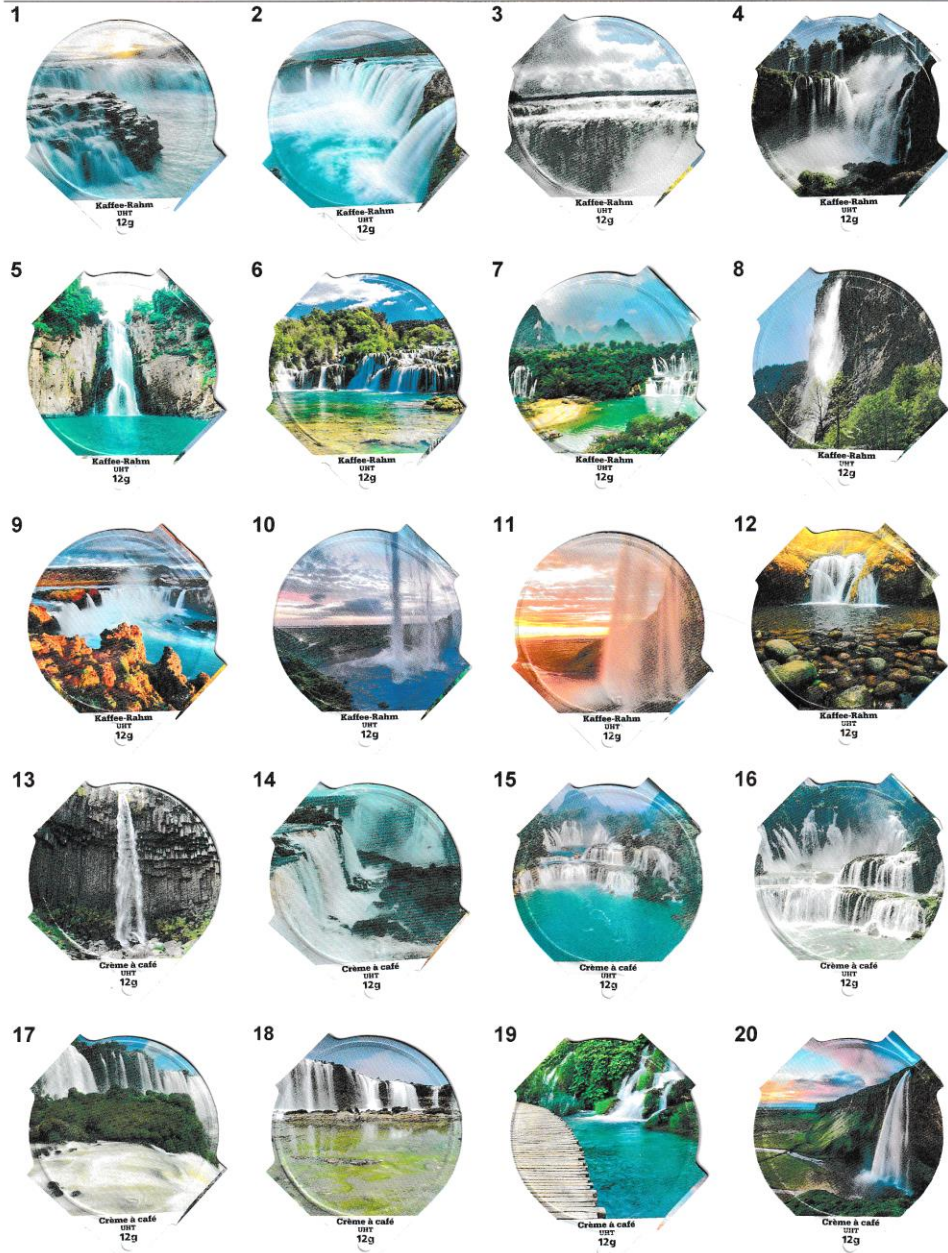 1 2 3 4
Kaffee-Rahm Kaffee-Rahm Kaffee-Rahm Kaffee-Rahm
UHT UHT UHT UHT
12g 12g 12g 12g
5 6 7 8
Kaffee-Rahm Kaffee-Rahm Kaffee-Rahm Kaffee-Rahm
UHT UHT UHT UHT
12g 12g 12g 12g
9 10 11 12
Kaffee-Rahm Kaffee-Rahm Kaffee-Rahm Kaffee-Rahm
UHT UHT UHT UHT
12g 12g 12g 12g
13 14 15 16
Crème à café Crème à café Crème à café Crème à café
UHT UHT UHT UHT
12g 12g 12g 12g
17 18 19 20
Crème à café Crème à café Crème à café Crème à café
UHT UHT UHT UHT
12g 12g 12g 12g